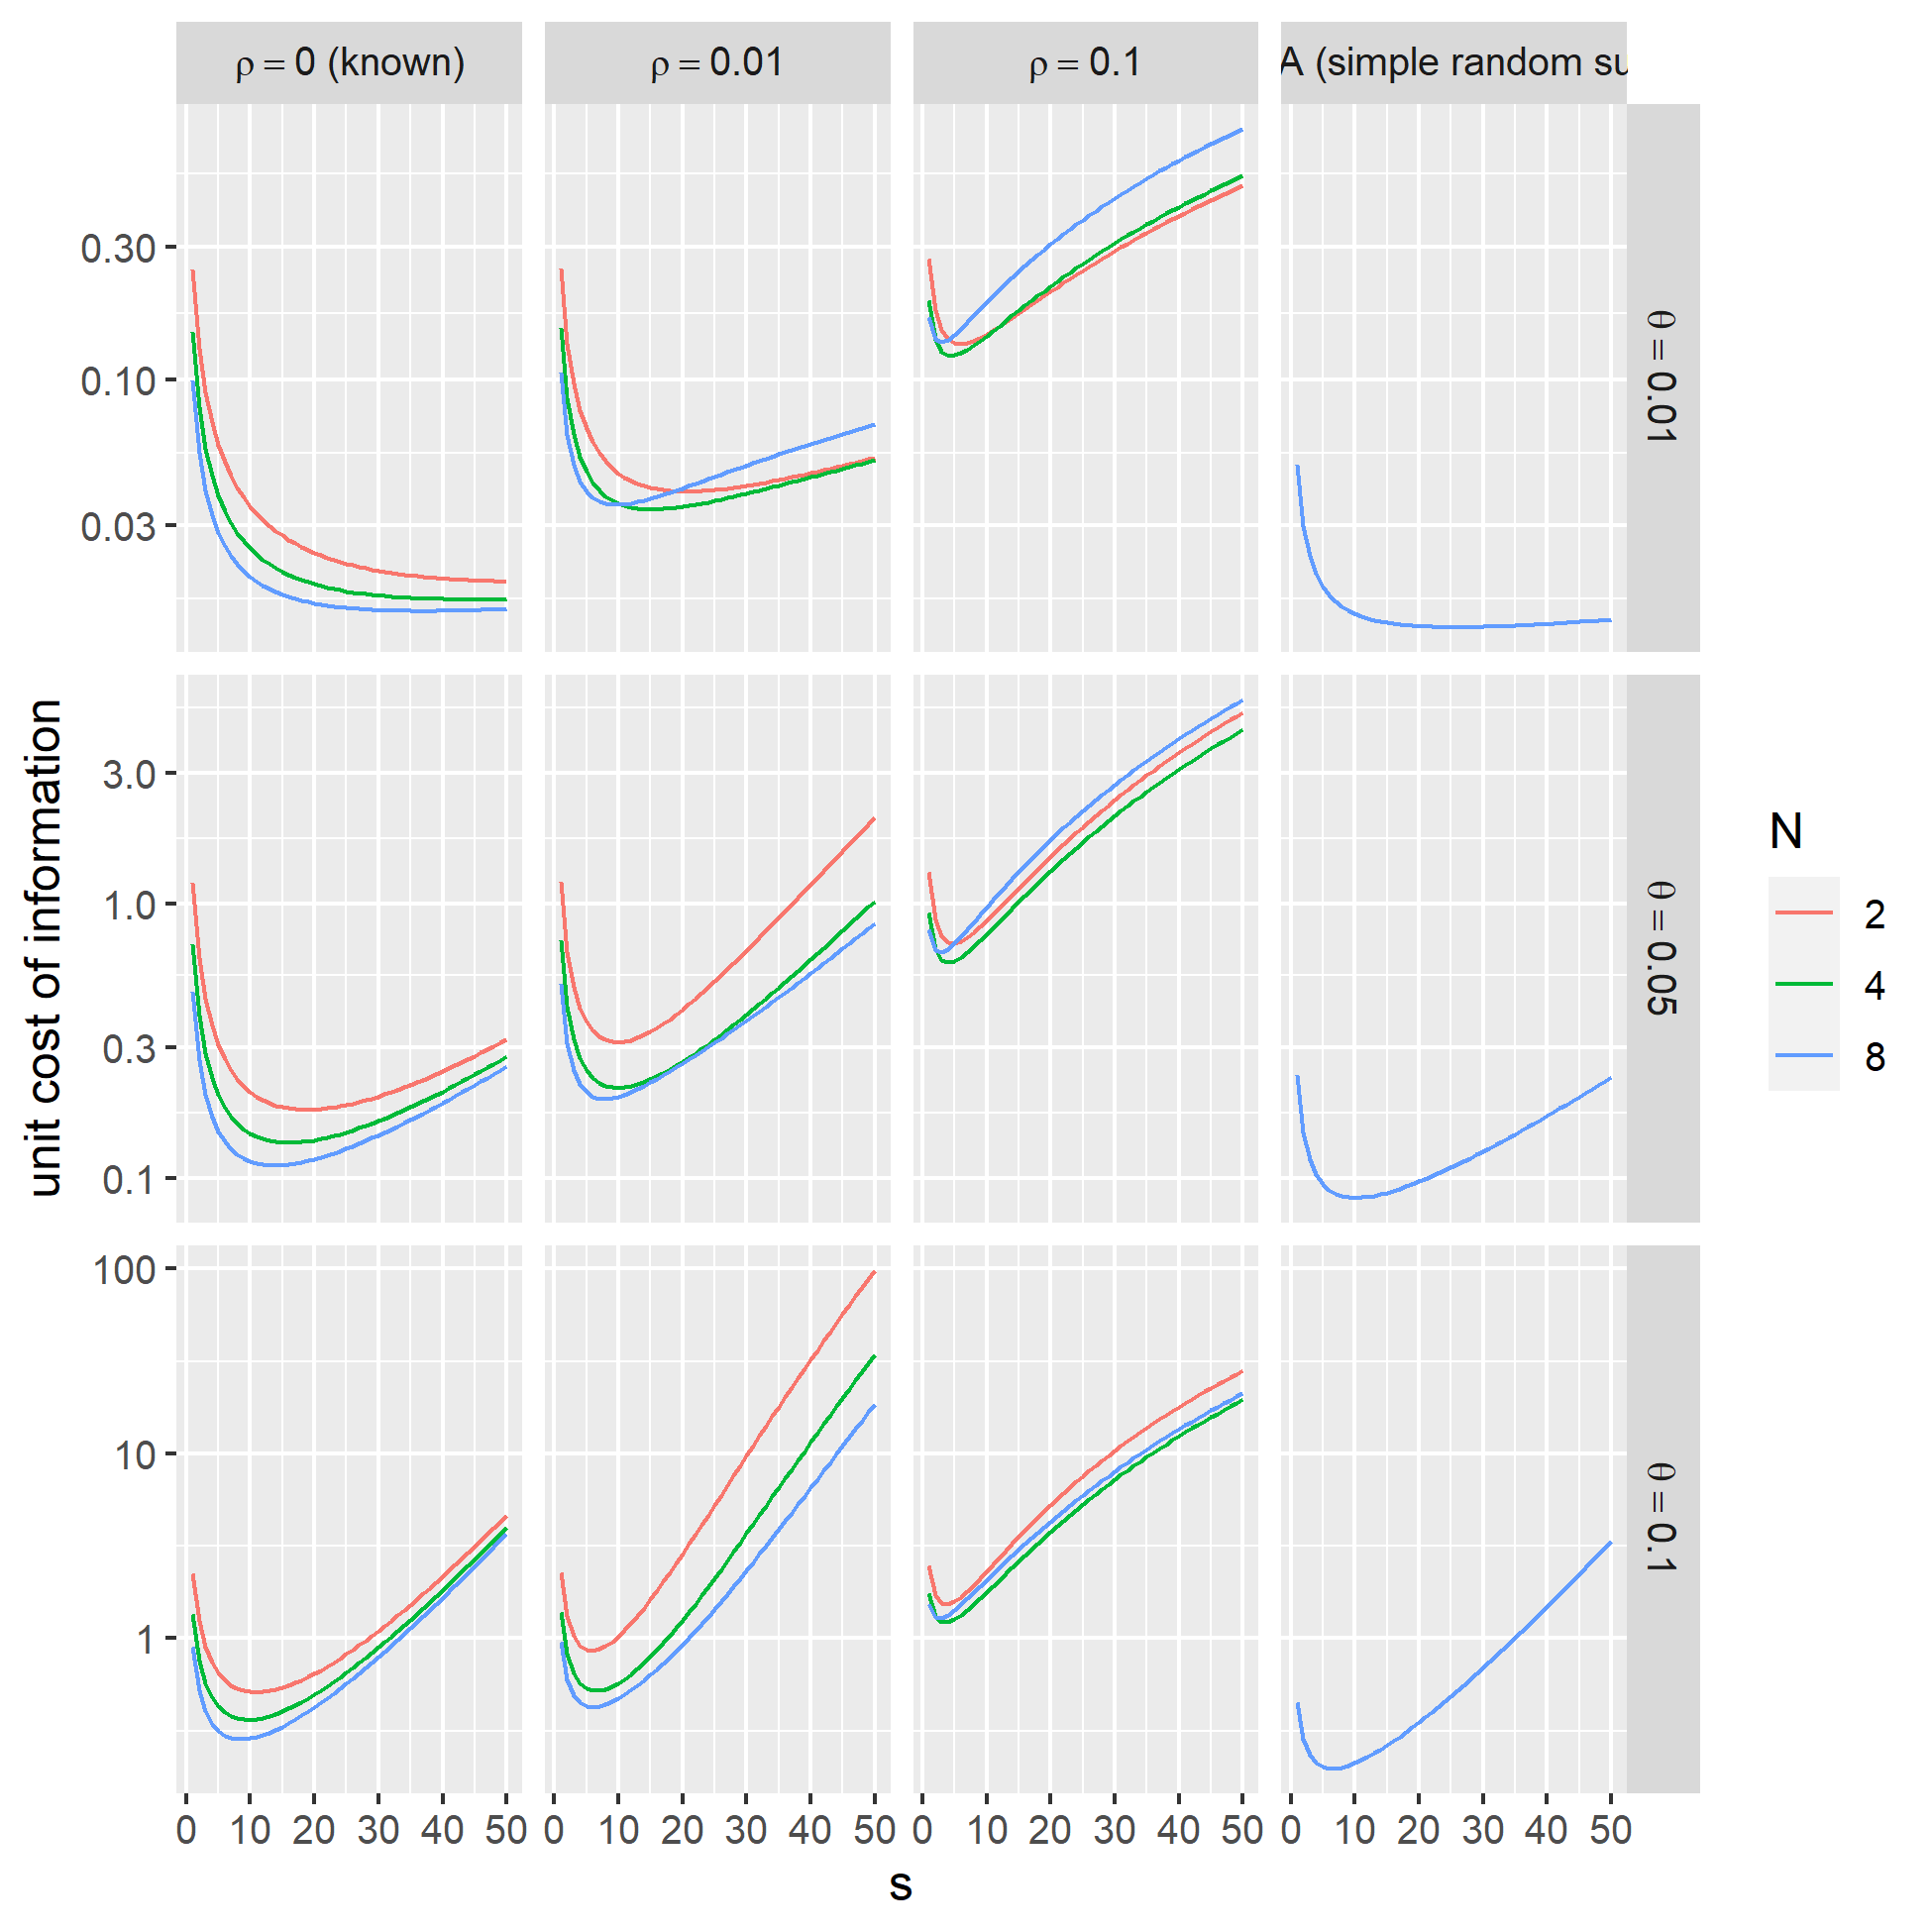 ρ = 0 (known)
ρ = 0.01
ρ = 0.1
A (simple random su
0.30
0.10
0.03
θ = 0.01
3.0
1.0
0.3
0.1
θ = 0.05
100
10
1
θ = 0.1
0 10 20 30 40 50
0 10 20 30 40 50
0 10 20 30 40 50
0 10 20 30 40 50
s
unit cost of information
N
2
4
8